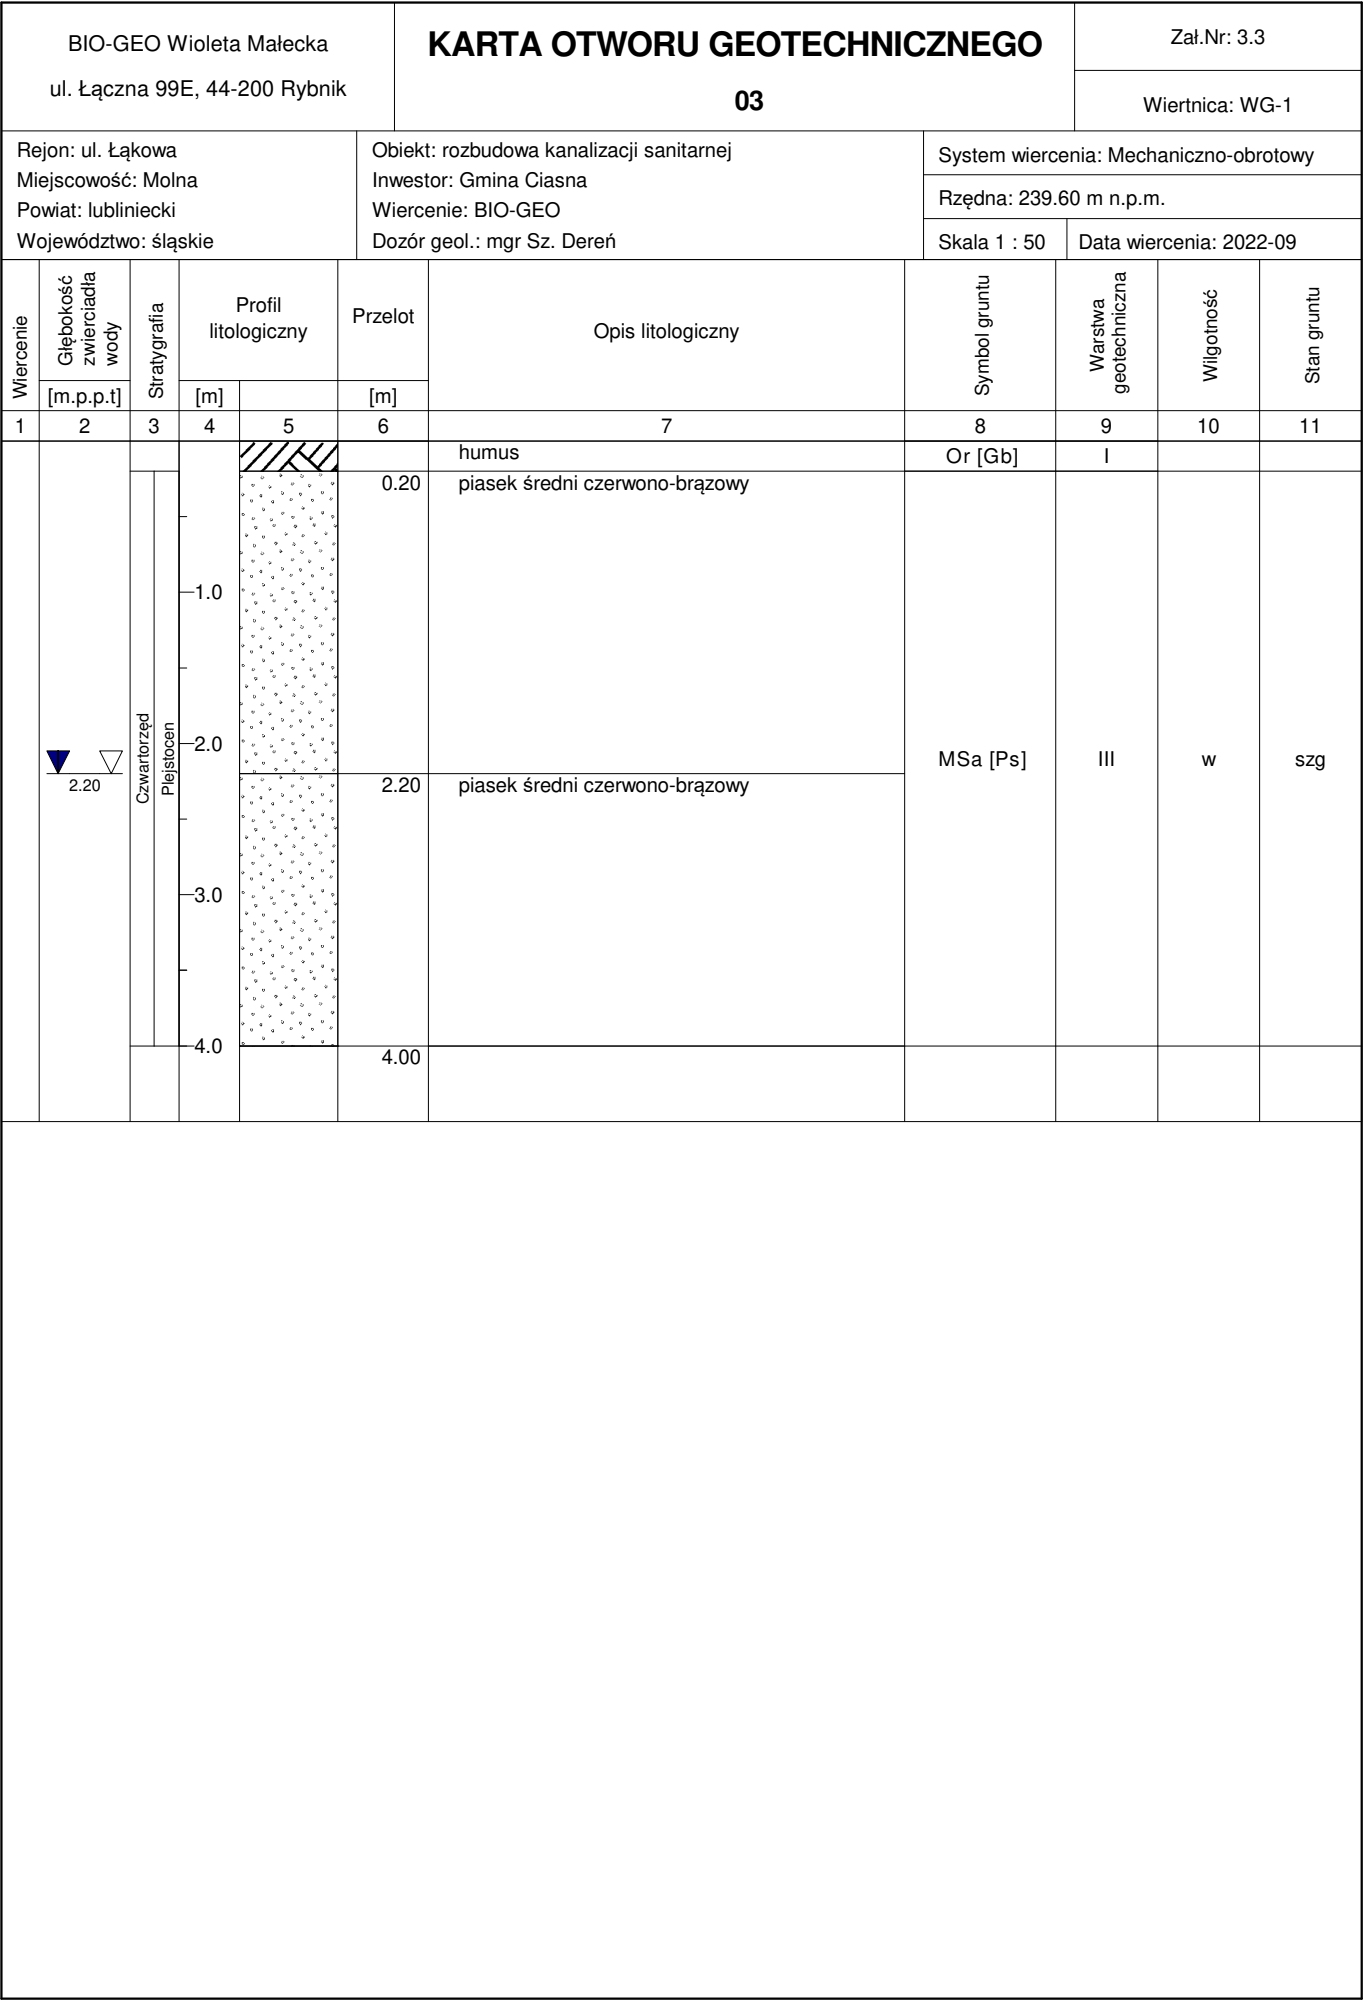 BIO-GEO Wioleta Małecka
ul. Łączna 99E, 44-200 Rybnik
KARTA OTWORU GEOTECHNICZNEGO
03
Zał.Nr: 3.3
Wiertnica: WG-1
Rejon: ul. Łąkowa
Miejscowość: Molna
Powiat: lubliniecki
Województwo: śląskie
Obiekt: rozbudowa kanalizacji sanitarnej
Inwestor: Gmina Ciasna
Wiercenie: BIO-GEO
Dozór geol.: mgr Sz. Dereń
System wiercenia: Mechaniczno-obrotowy
Rzędna: 239.60 m n.p.m.
Skala 1 : 50
Data wiercenia: 2022-09
Wiercenie
Głębokość
zwierciadła
wody
[m.p.p.t]
Stratygrafia
Profil
litologiczny
[m]
Przelot
[m]
Opis litologiczny
Symbol gruntu
Warstwa
geotechniczna
Wilgotność
Stan gruntu
1 2 3 4 5 6 7 8 9 10 11
humus
Or [Gb]
I
0.20
piasek średni czerwono-brązowy
1.0
2.0
2.20
Czwartorzęd
Plejstocen
2.20
piasek średni czerwono-brązowy
MSa [Ps]
III
w
szg
3.0
4.0
4.00